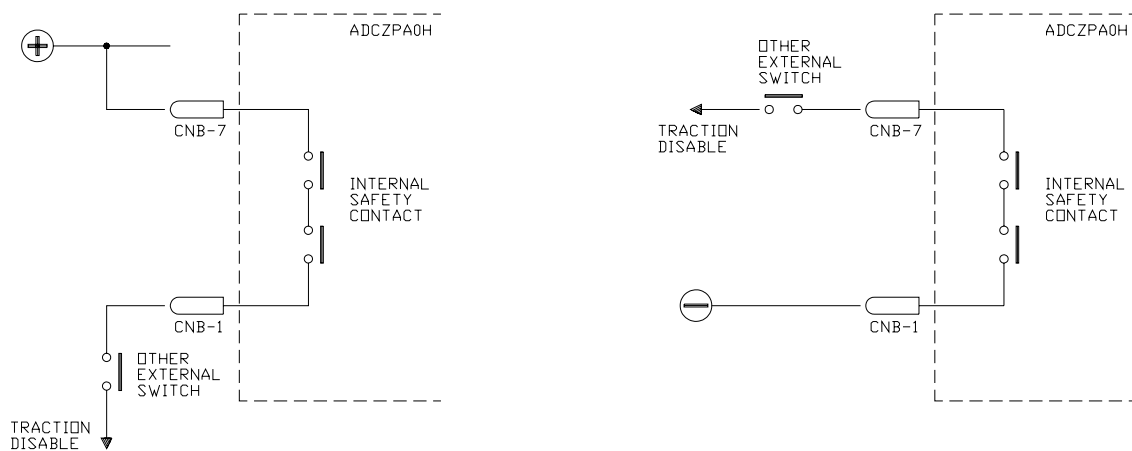 ADCZPA0H
CNB-7
INTERNAL
SAFETY
CONTACT
CNB-1
OTHER
EXTERNAL
SWITCH
TRACTION
DISABLE
ADCZPA0H
OTHER
EXTERNAL
SWITCH
TRACTION
DISABLE
CNB-7
INTERNAL
SAFETY
CONTACT
CNB-1